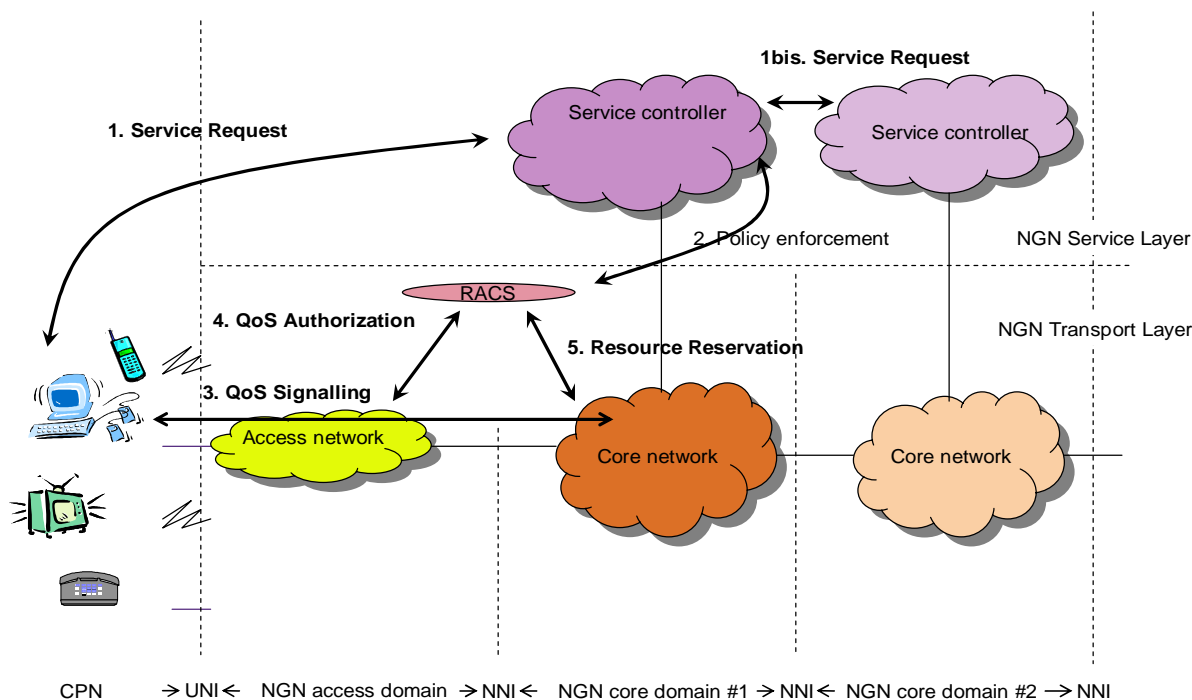 1bis. Service Request
Service controller
1. Service Request
Service controller
2. Policy enforcement
NGN Service Layer
RACS
4. QoS Authorization
NGN Transport Layer
5. Resource Reservation
3. QoS Signalling
Access network
Core network
Core network
CPN
UNI
NGN access domain
NNI
NGN core domain #1
NNI
NGN core domain #2
NNI